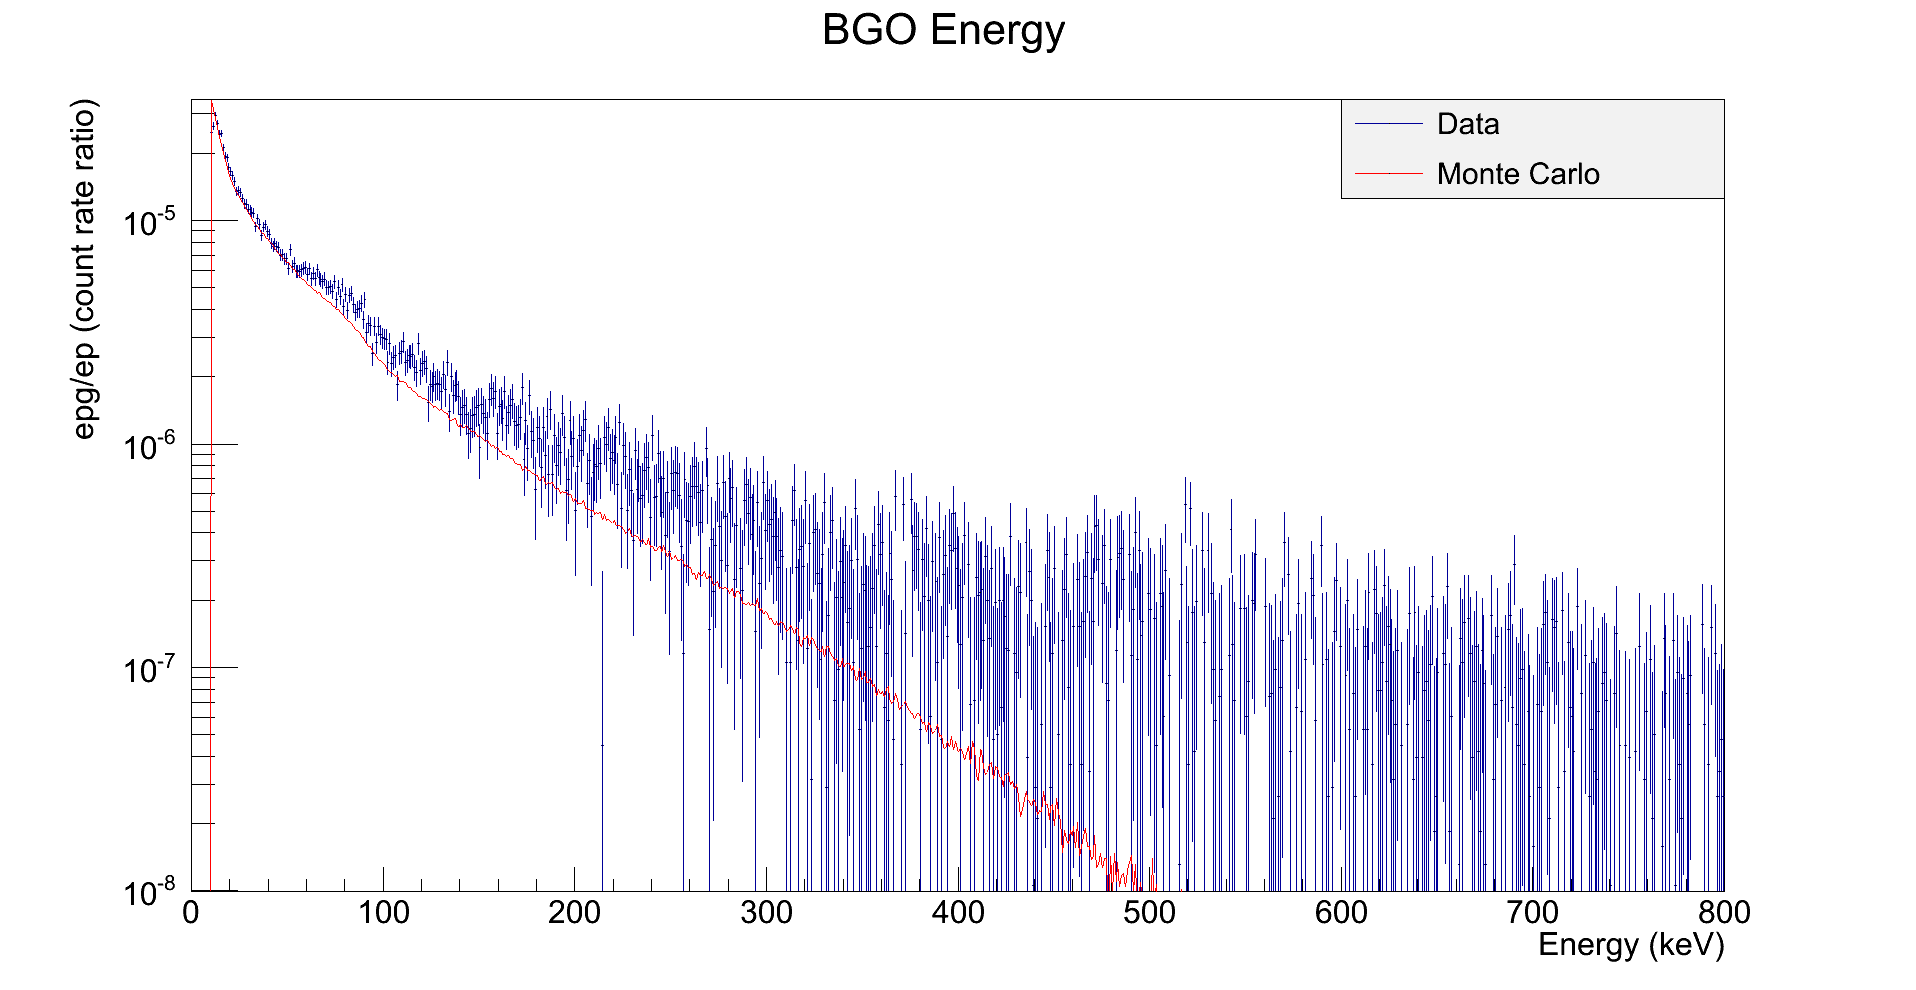 BGO Energy
epg/ep (count rate ratio)
Data
Monte Carlo
10-5
10-6
10-7
10-8
0 100 200 300 400 500 600 700 800
Energy (keV)